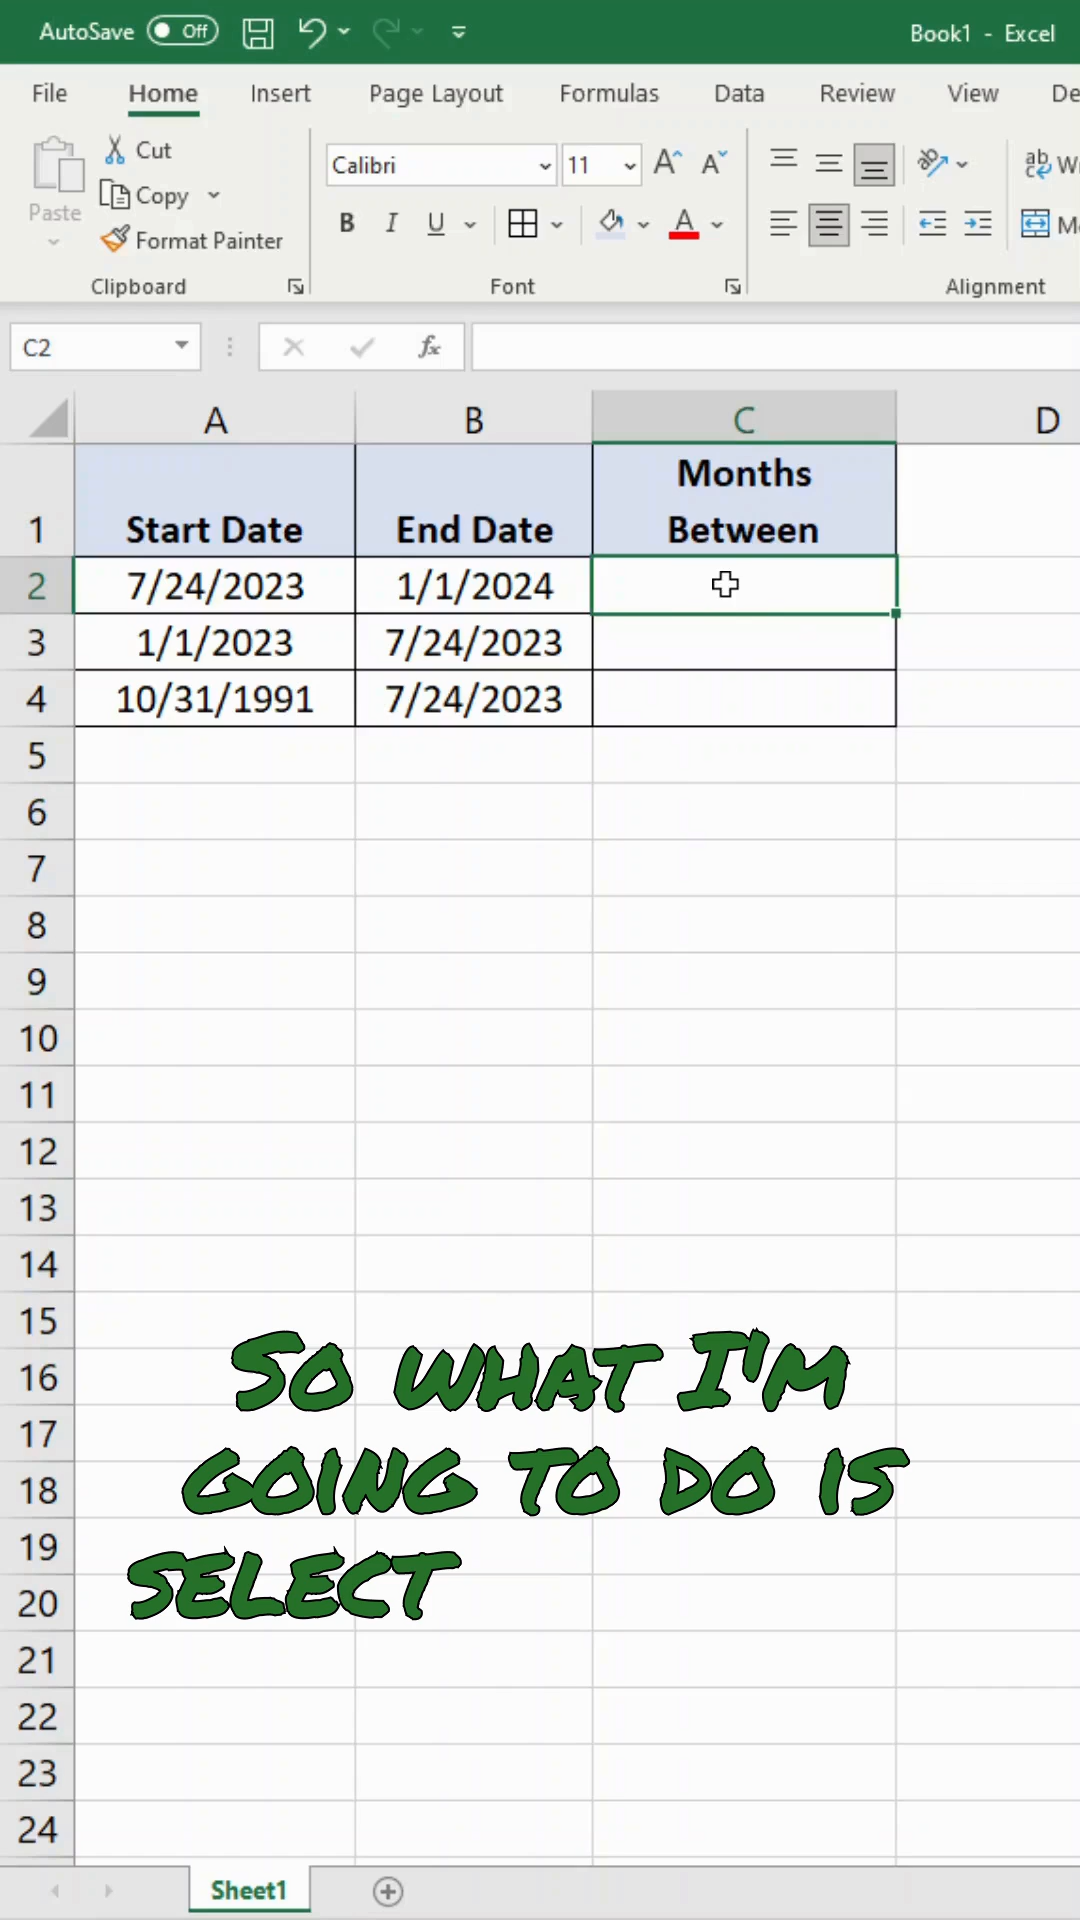 AutoSave Off Book1 - Excel
File Home Insert Page Layout Formulas Data Review View De
Paste
Cut
Copy
Format Painter
Clipboard
Calibri 11
B I U A
Font
ab c W
M
Alignment
C2 fx
A B C D
1 Start Date End Date Months Between
2 7/24/2023 1/1/2024
3 1/1/2023 7/24/2023
4 10/31/1991 7/24/2023
5
6
7
8
9
10
11
12
13
14
15
16
17
18
19
20
21
22
23
24
So what I'm
going to do is
select
Sheet1